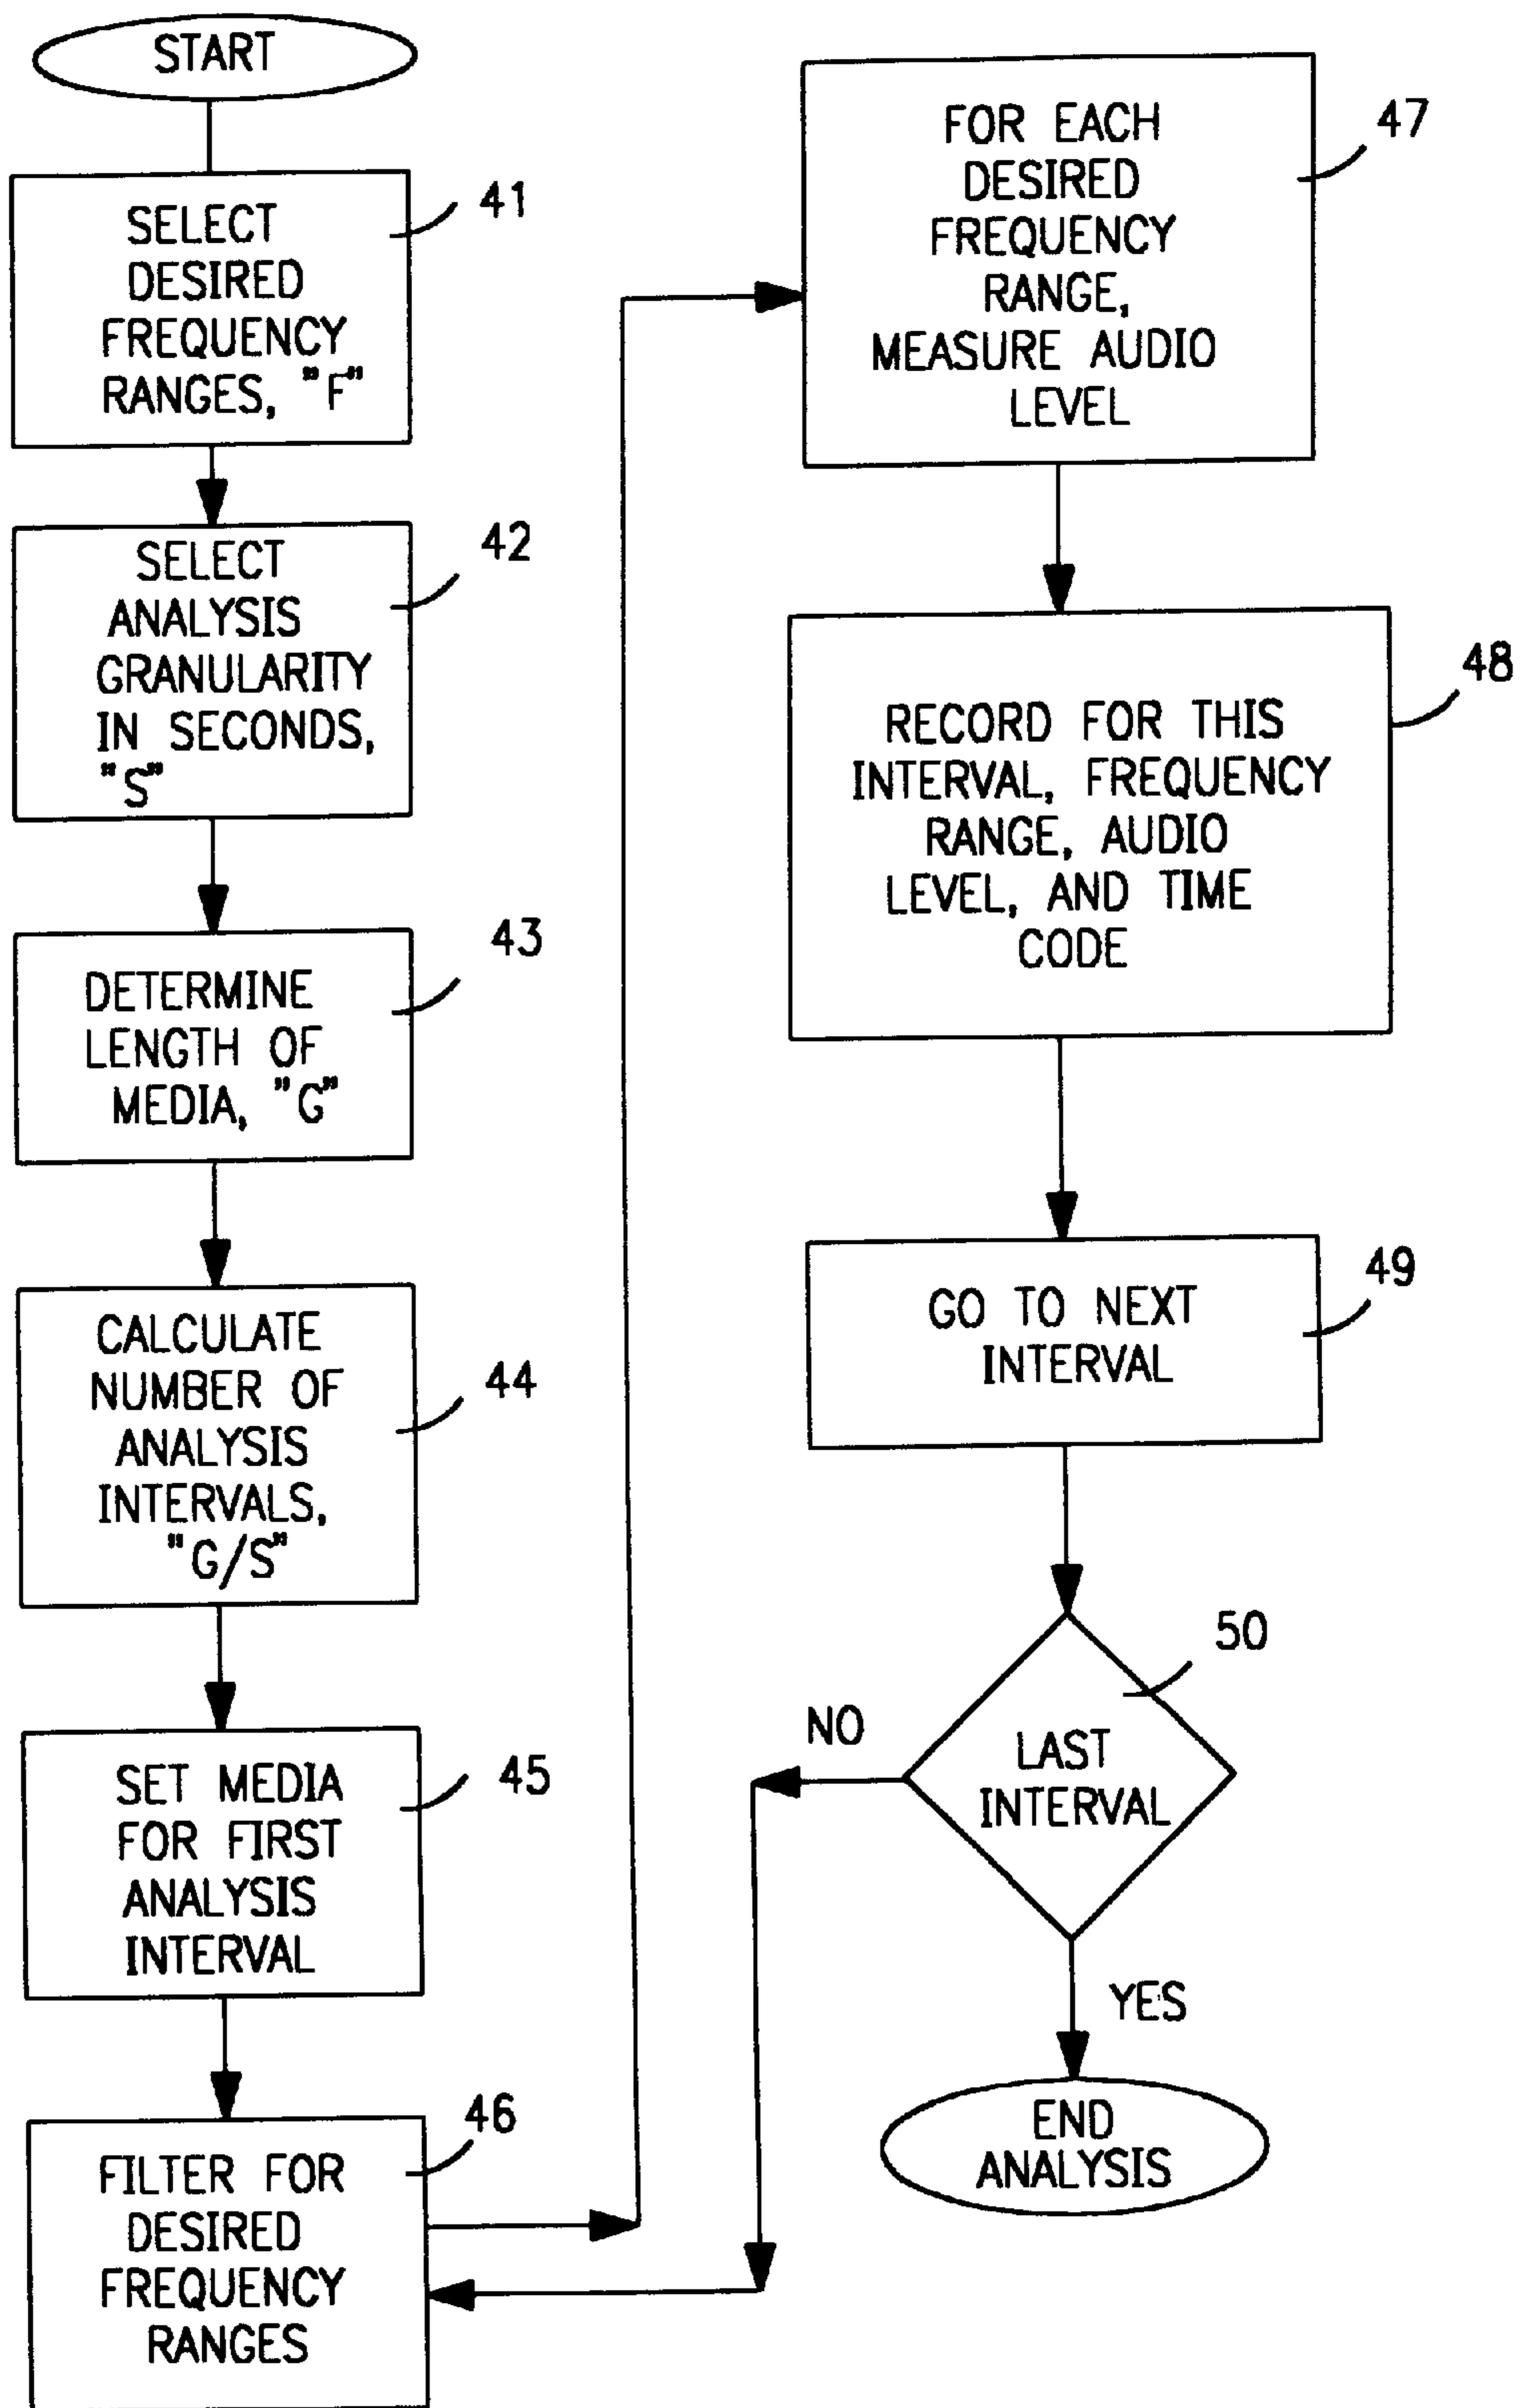 START
SELECT
DESIRED
FREQUENCY
RANGES, "F"
41
SELECT
ANALYSIS
GRANULARITY
IN SECONDS,
"S"
42
DETERMINE
LENGTH OF
MEDIA, "G"
43
CALCULATE
NUMBER OF
ANALYSIS
INTERVALS,
"G/S"
44
SET MEDIA
FOR FIRST
ANALYSIS
INTERVAL
45
FILTER FOR
DESIRED
FREQUENCY
RANGES
46
FOR EACH
DESIRED
FREQUENCY
RANGE,
MEASURE AUDIO
LEVEL
47
RECORD FOR THIS
INTERVAL, FREQUENCY
RANGE, AUDIO
LEVEL, AND TIME
CODE
48
GO TO NEXT
INTERVAL
49
LAST
INTERVAL
50
NO
YES
END
ANALYSIS